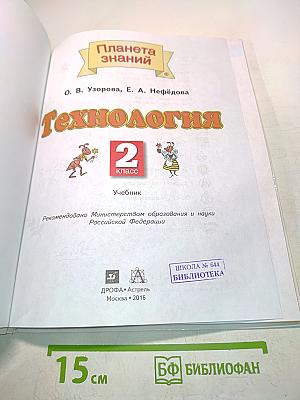 Планета
знаний
О. В. Узорова, Е. А. Нефёдова
Технология
2
класс
Учебник
Рекомендовано Министерством образования и науки
Российской Федерации
ШКОЛА № 644
БИБЛИОТЕКА
ДРОФА • Астрель
Москва • 2016
15 см
БФ БИБЛИОФАН